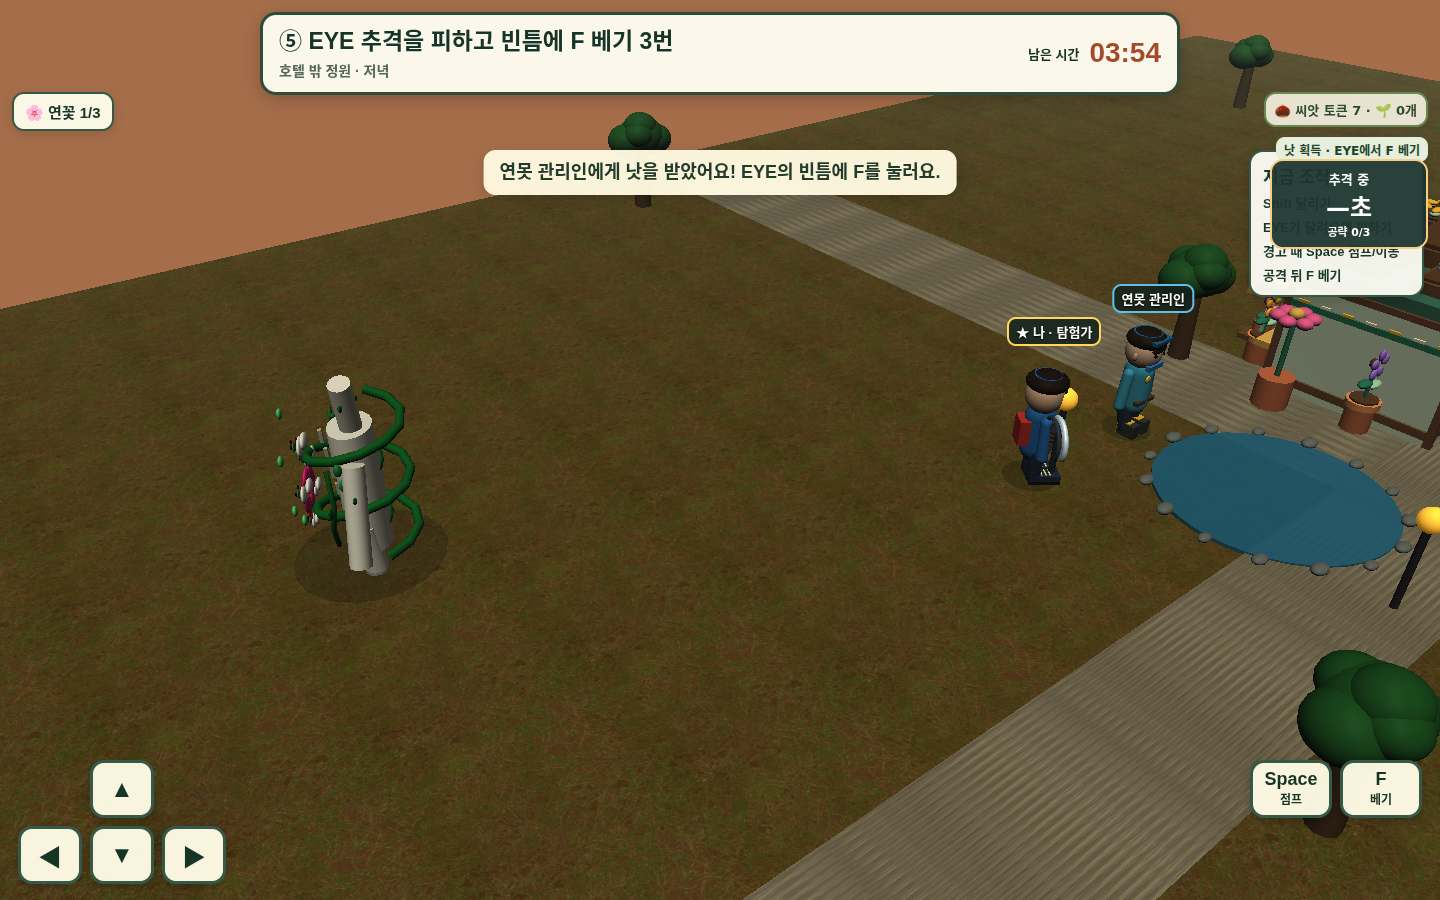 ⑤ EYE 추격을 피하고 빈틈에 F 베기 3번
호텔 밖 정원 · 저녁
남은 시간 03:54
🌸 연꽃 1/3
🌰 씨앗 토큰 7 · 🌱 0개
낫 획득 · EYE에서 F 베기
연못 관리인에게 낫을 받았어요! EYE의 빈틈에 F를 눌러요.
추격 중
—초
공략 0/3
경고 때 Space 점프/이동
공격 뒤 F 베기
연못 관리인
★ 나 · 탐험가
▲
◀ ▼ ▶
Space
점프
F
베기